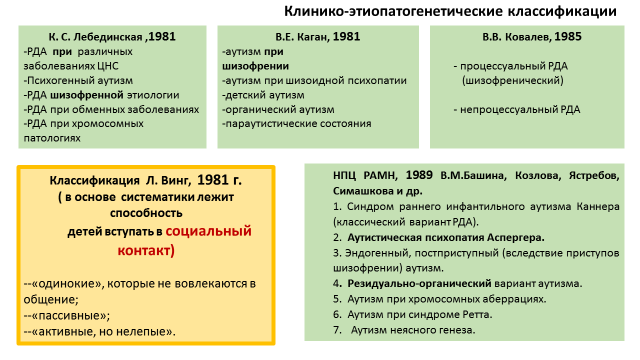 Клинико-этиопатогенетические классификации
К. С. Лебединская ,1981
-РДА при различных
заболеваниях ЦНС
-Психогенный аутизм
-РДА шизофренной этиологии
-РДА при обменных заболеваниях
-РДА при хромосомных
патологиях
В.Е. Каган, 1981
-аутизм при
шизофрении
-аутизм при шизоидной психопатии
-детский аутизм
-органический аутизм
-параутистические состояния
В.В. Ковалев, 1985
- процессуальный РДА
(шизофренический)
- непроцессуальный РДА
Классификация Л. Винг, 1981 г.
( в основе систематики лежит
способность
детей вступать в социальный
контакт)
--«одинокие», которые не вовлекаются в
общение;
--«пассивные»;
--«активные, но нелепые».
НПЦ РАМН, 1989 В.М.Башина, Козлова, Ястребов,
Симашкова и др.
1. Синдром раннего инфантильного аутизма Каннера
(классический вариант РДА).
2. Аутистическая психопатия Аспергера.
3. Эндогенный, постприступный (вследствие приступов
шизофрении) аутизм.
4. Резидуально-органический вариант аутизма.
5. Аутизм при хромосомных аберрациях.
6. Аутизм при синдроме Ретта.
7. Аутизм неясного генеза.